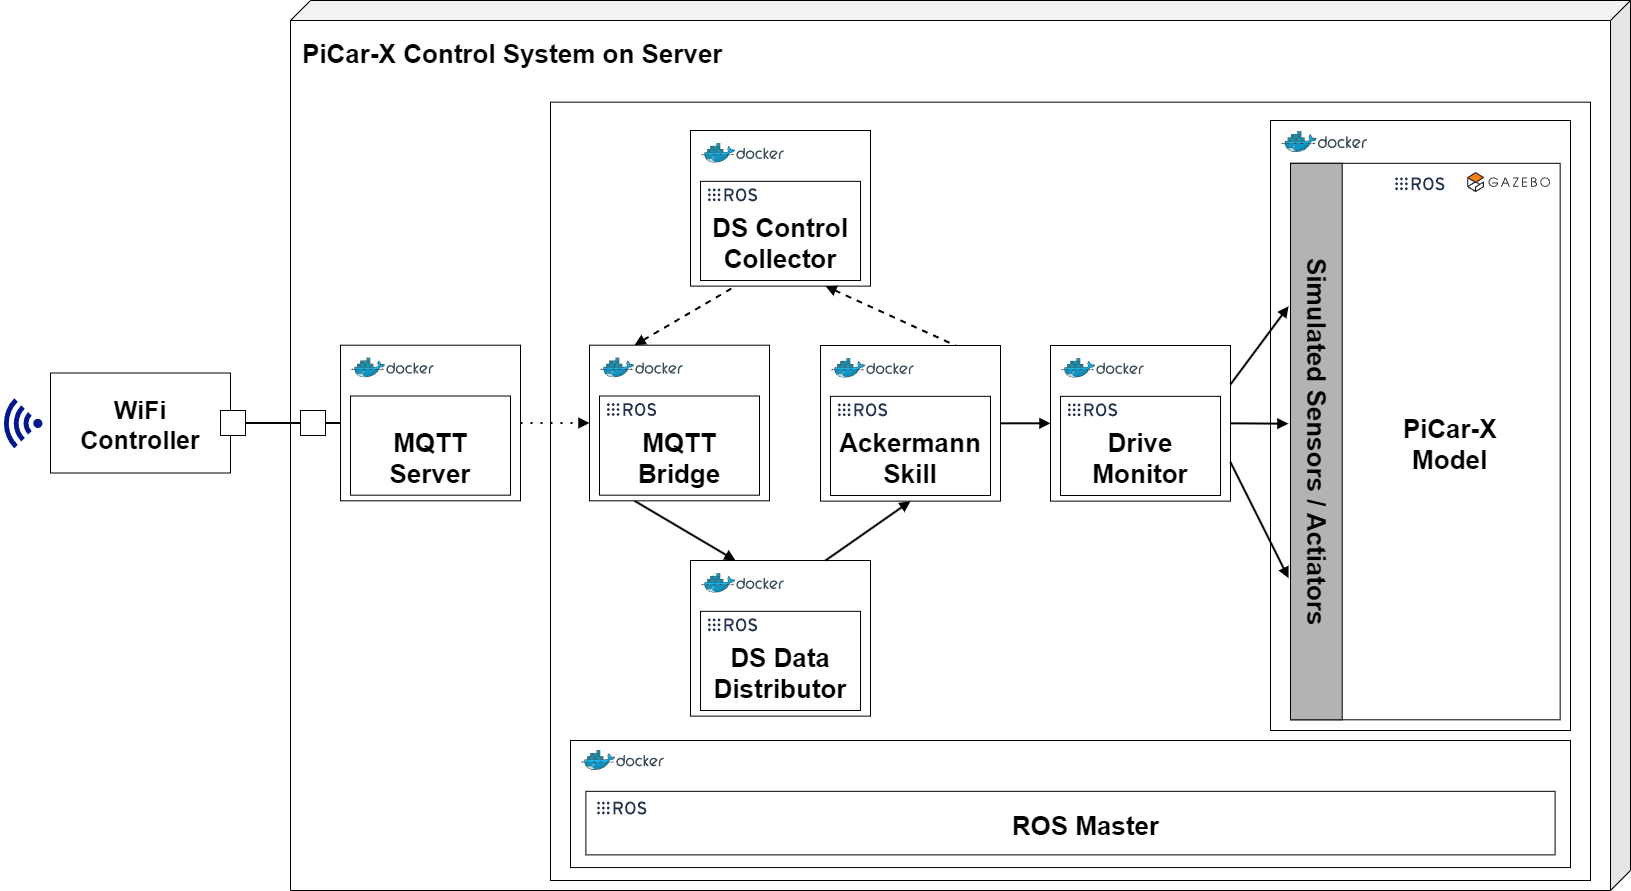 PiCar-X Control System on Server
docker
ROS
DS Control
Collector
docker
ROS
GAZEBO
Simulated Sensors / Actiators
PiCar-X
Model
WiFi
Controller
docker
MQTT
Server
docker
ROS
MQTT
Bridge
docker
ROS
Ackermann
Skill
docker
ROS
Drive
Monitor
docker
ROS
DS Data
Distributor
docker
ROS
ROS Master